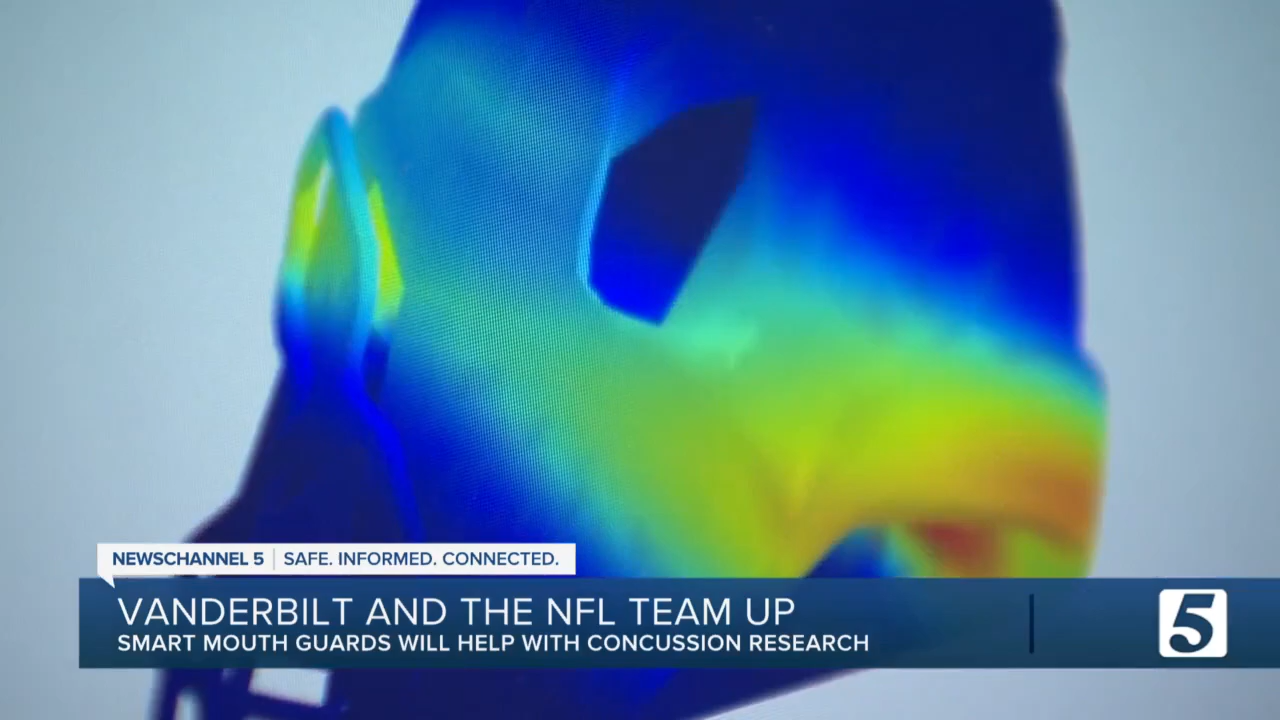 NEWSCHANNEL 5 | SAFE. INFORMED. CONNECTED.
VANDERBILT AND THE NFL TEAM UP
SMART MOUTH GUARDS WILL HELP WITH CONCUSSION RESEARCH
5